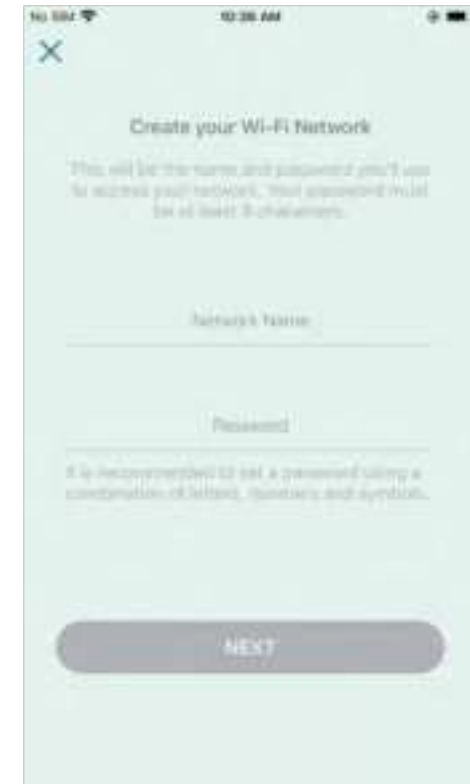 No SIM 10:36 AM
Create your Wi-Fi Network
This will be the name and password you'll use
to access your network. Your password must
be at least 8 characters.
Network Name
Password
It is recommended to set a password using a
combination of letters, numbers and symbols.
NEXT